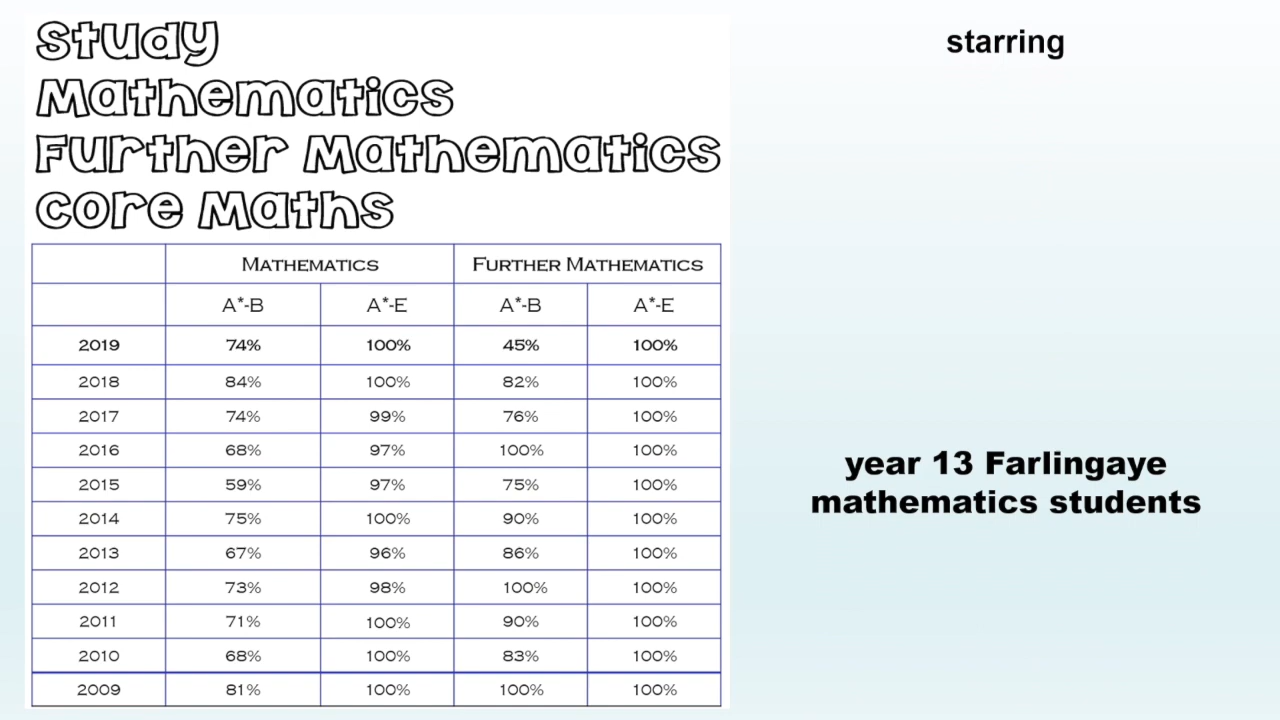 Study
Mathematics
Further Mathematics
Core Maths
MATHEMATICS FURTHER MATHEMATICS
A*-B A*-E A*-B A*-E
2019 74% 100% 45% 100%
2018 84% 100% 82% 100%
2017 74% 99% 76% 100%
2016 68% 97% 100% 100%
2015 59% 97% 75% 100%
2014 75% 100% 90% 100%
2013 67% 96% 86% 100%
2012 73% 98% 100% 100%
2011 71% 100% 90% 100%
2010 68% 100% 83% 100%
2009 81% 100% 100% 100%
starring
year 13 Farlingaye
mathematics students